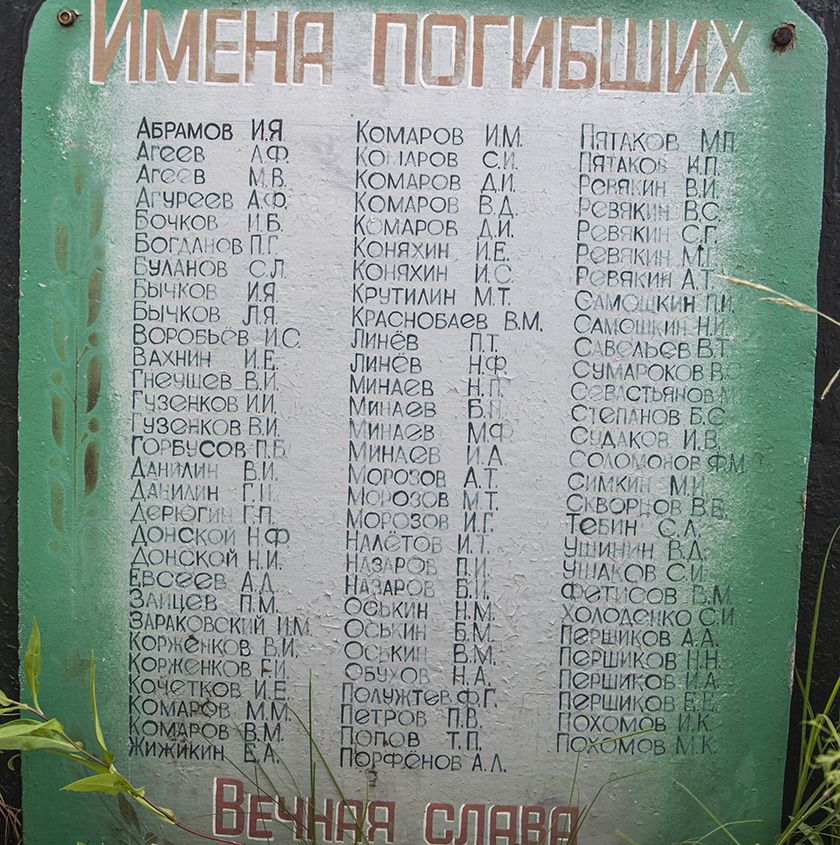 Имена погибших
Абрамов И.Я
Агеев А.Ф.
Агеев М.В.
Агуреев А.Ф.
Бочков И.Б.
Богданов П.Г.
Буланов С.Л.
Бычков И.Я.
Бычков Л.Я.
Воробьёв И.С.
Вахнин И.Е.
Гнеушев В.И.
Гузенков И.И.
Гузенков В.И.
Горбусов П.Б.
Данилин В.И.
Данилин Г.И.
Дерюгин Г.П.
Донской Н.Ф.
Донской Н.И.
Евсеев А.Д.
Зайцев П.М.
Зараковский И.М.
Корженков В.И.
Корженков Г.И.
Кочетков И.Е.
Комаров М.М.
Комаров В.М.
Жижикин Е.А.
Комаров И.М.
Комаров С.И.
Комаров Д.И.
Комаров В.Д.
Комаров Д.И.
Коняхин И.Е.
Коняхин И.С
Крутилин М.Т.
Краснобаев В.М.
Линёв П.Т.
Линёв Н.Ф.
Минаев Н.П.
Минаев Б.П.
Минаев М.Ф.
Минаев И.А.
Морозов А.Т.
Морозов М.Т.
Морозов И.Г.
Налётов И.Т.
Назаров П.И.
Назаров Б.И.
Оськин Н.М.
Оськин Б.М.
Оськин В.М.
Обухов Н.А.
Полужтев Ф.Г.
Петров П.В.
Попов Т.П.
Порфёнов А.Л.
Пятаков М.П.
Пятаков И.П.
Ревякин В.И.
Ревякин В.С.
Ревякин С.Г.
Ревякин М.Г.
Ревякин А.Т.
Самошкин П.И.
Самошкин Н.И.
Савельев В.Т.
Сумароков В.С
Севастьянов
Степанов Б.С.
Судаков И.В.
Соломонов Ф.М.
Симкин М.И.
Скворцов В.Е.
Тебин С.А.
Ушинин В.Д.
Ушаков С.И.
Фетисов В.М.
Холоденко С.И.
Першиков А.А.
Першиков Н.Н.
Першиков И.А.
Першиков Е.Е.
Похомов И.К.
Похомов М.К.
Вечная слава